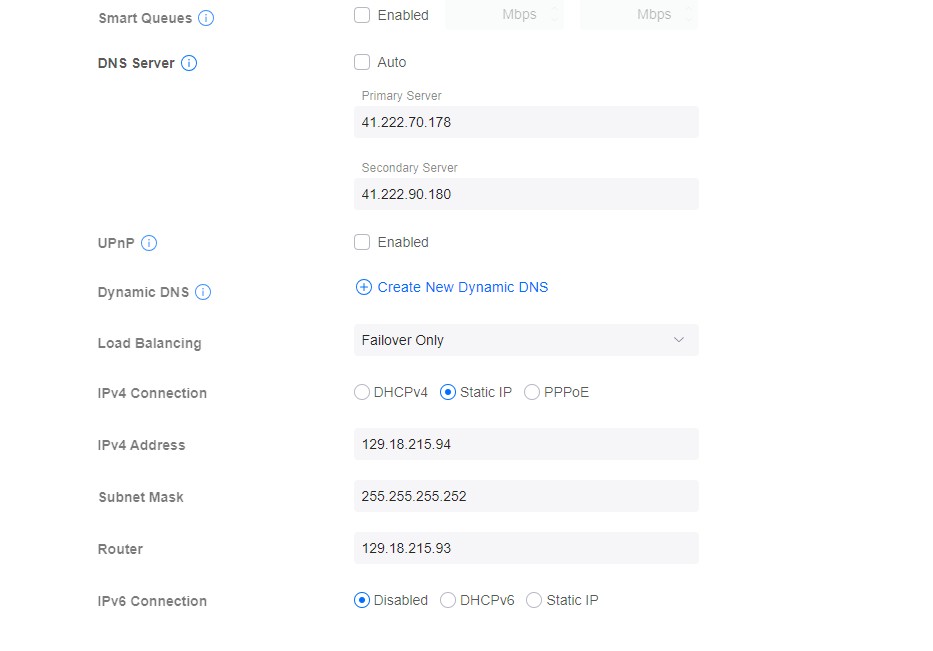 Smart Queues Enabled Mbps Mbps
DNS Server Auto
Primary Server
41.222.70.178
Secondary Server
41.222.90.180
UPnP Enabled
Dynamic DNS Create New Dynamic DNS
Load Balancing Failover Only
IPv4 Connection DHCPv4 Static IP PPPoE
IPv4 Address 129.18.215.94
Subnet Mask 255.255.255.252
Router 129.18.215.93
IPv6 Connection Disabled DHCPv6 Static IP